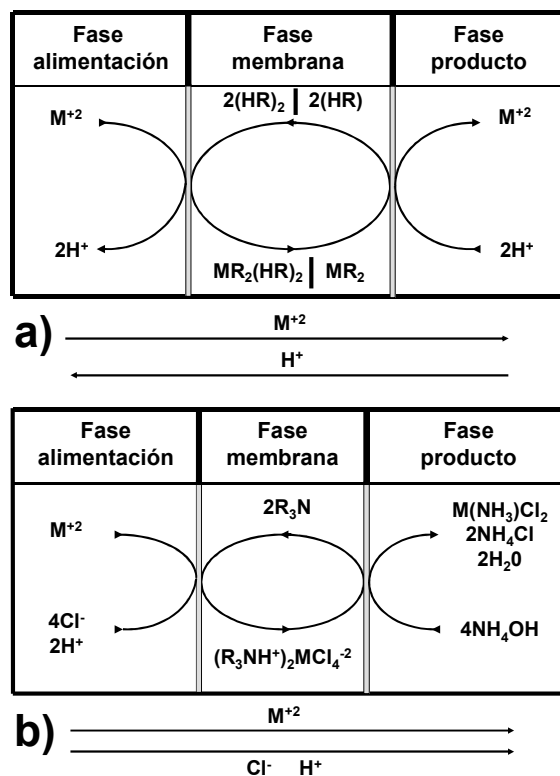 Fase alimentación
Fase membrana
Fase producto
M+2
2(HR)2 | 2(HR)
M+2
2H+
MR2(HR)2 | MR2
2H+
a)
M+2
H+
Fase alimentación
Fase membrana
Fase producto
M+2
2R3N
M(NH3)Cl2
2NH4Cl
2H20
4Cl-
2H+
(R3NH+)2MCl4-2
4NH4OH
b)
M+2
Cl- H+